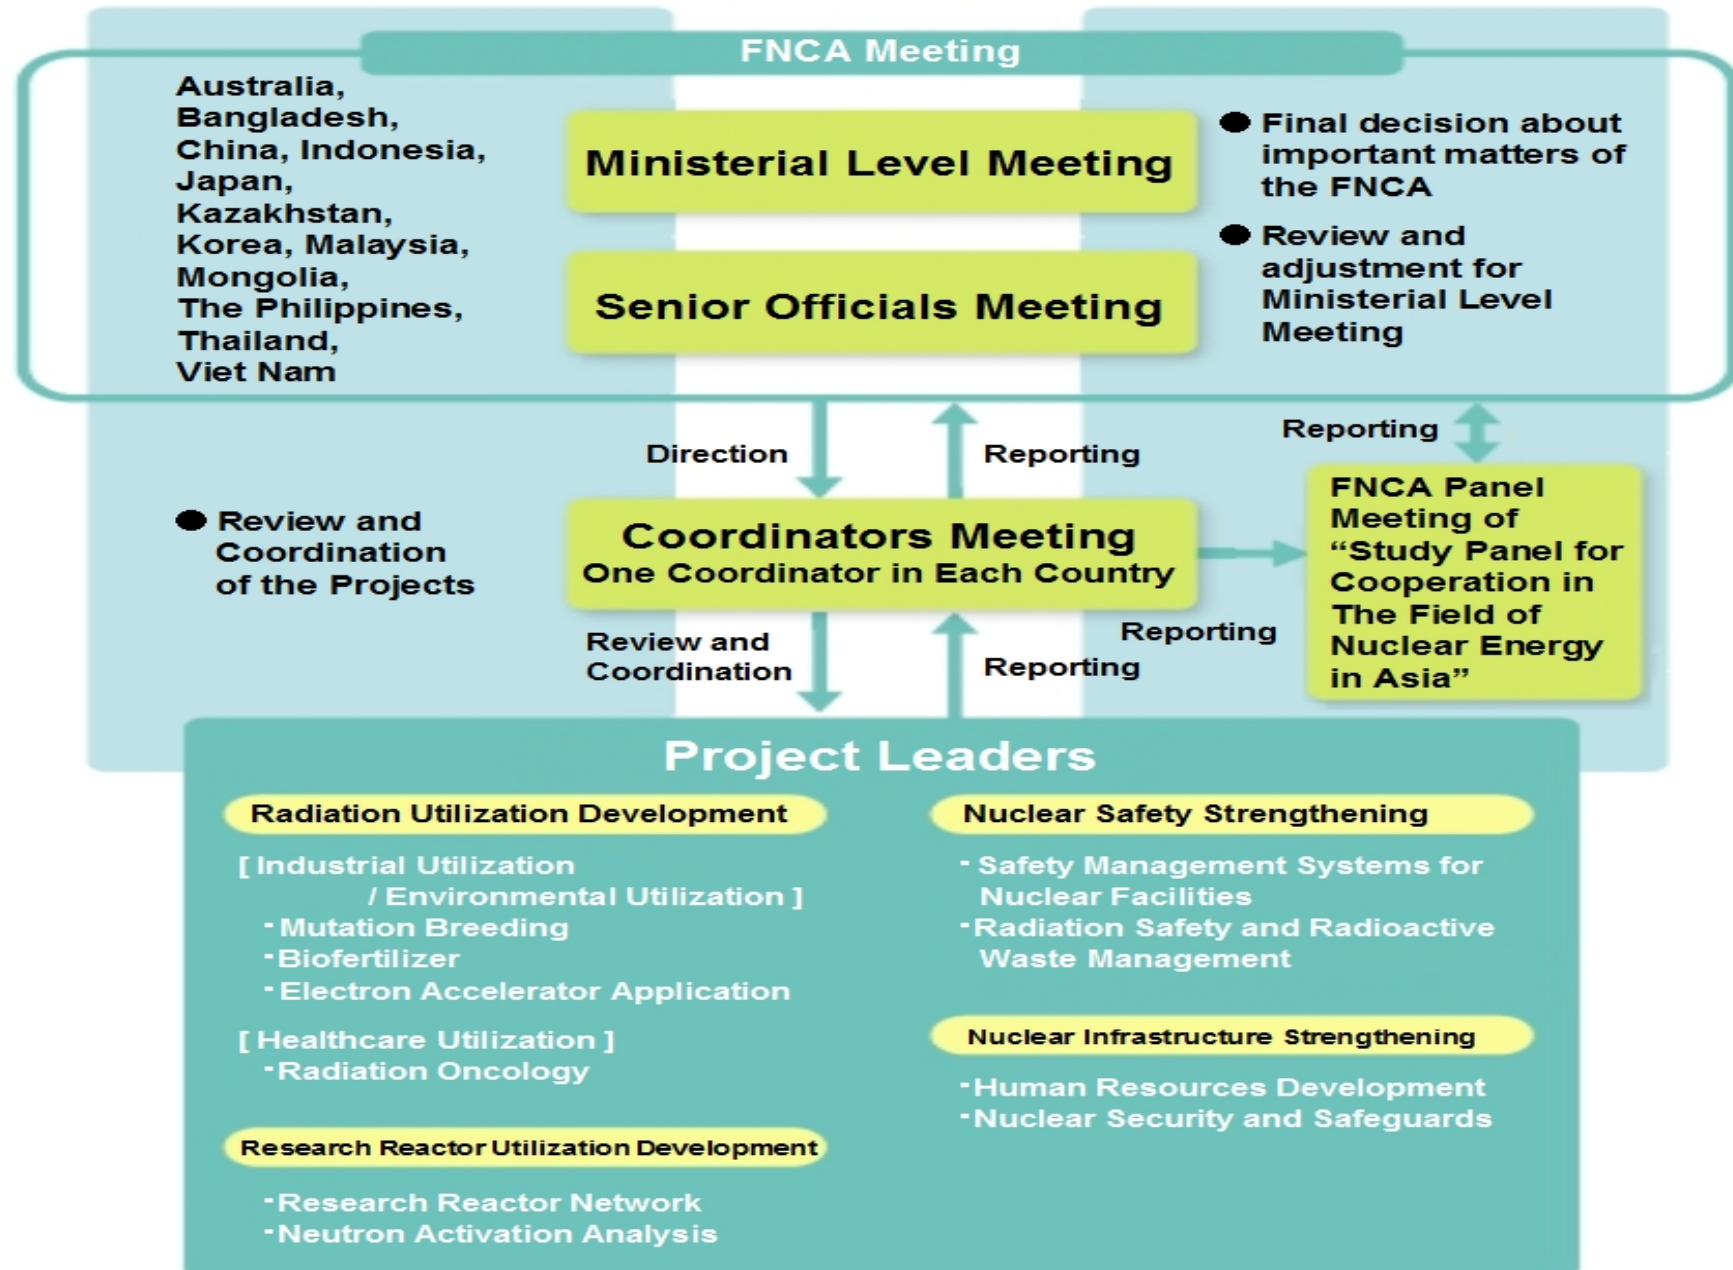 FNCA Meeting
Australia,
Bangladesh,
China, Indonesia,
Japan,
Kazakhstan,
Korea, Malaysia,
Mongolia,
The Philippines,
Thailand,
Viet Nam
Ministerial Level Meeting
Senior Officials Meeting
● Final decision about
important matters of
the FNCA
● Review and
adjustment for
Ministerial Level
Meeting
Direction
Reporting
Reporting
● Review and
Coordination
of the Projects
Coordinators Meeting
One Coordinator in Each Country
FNCA Panel
Meeting of
“Study Panel for
Cooperation in
The Field of
Nuclear Energy
in Asia”
Review and
Coordination
Reporting
Reporting
Project Leaders
Radiation Utilization Development
[ Industrial Utilization
/ Environmental Utilization ]
- Mutation Breeding
- Biofertilizer
- Electron Accelerator Application
[ Healthcare Utilization ]
- Radiation Oncology
Research Reactor Utilization Development
- Research Reactor Network
- Neutron Activation Analysis
Nuclear Safety Strengthening
- Safety Management Systems for
Nuclear Facilities
- Radiation Safety and Radioactive
Waste Management
Nuclear Infrastructure Strengthening
- Human Resources Development
- Nuclear Security and Safeguards